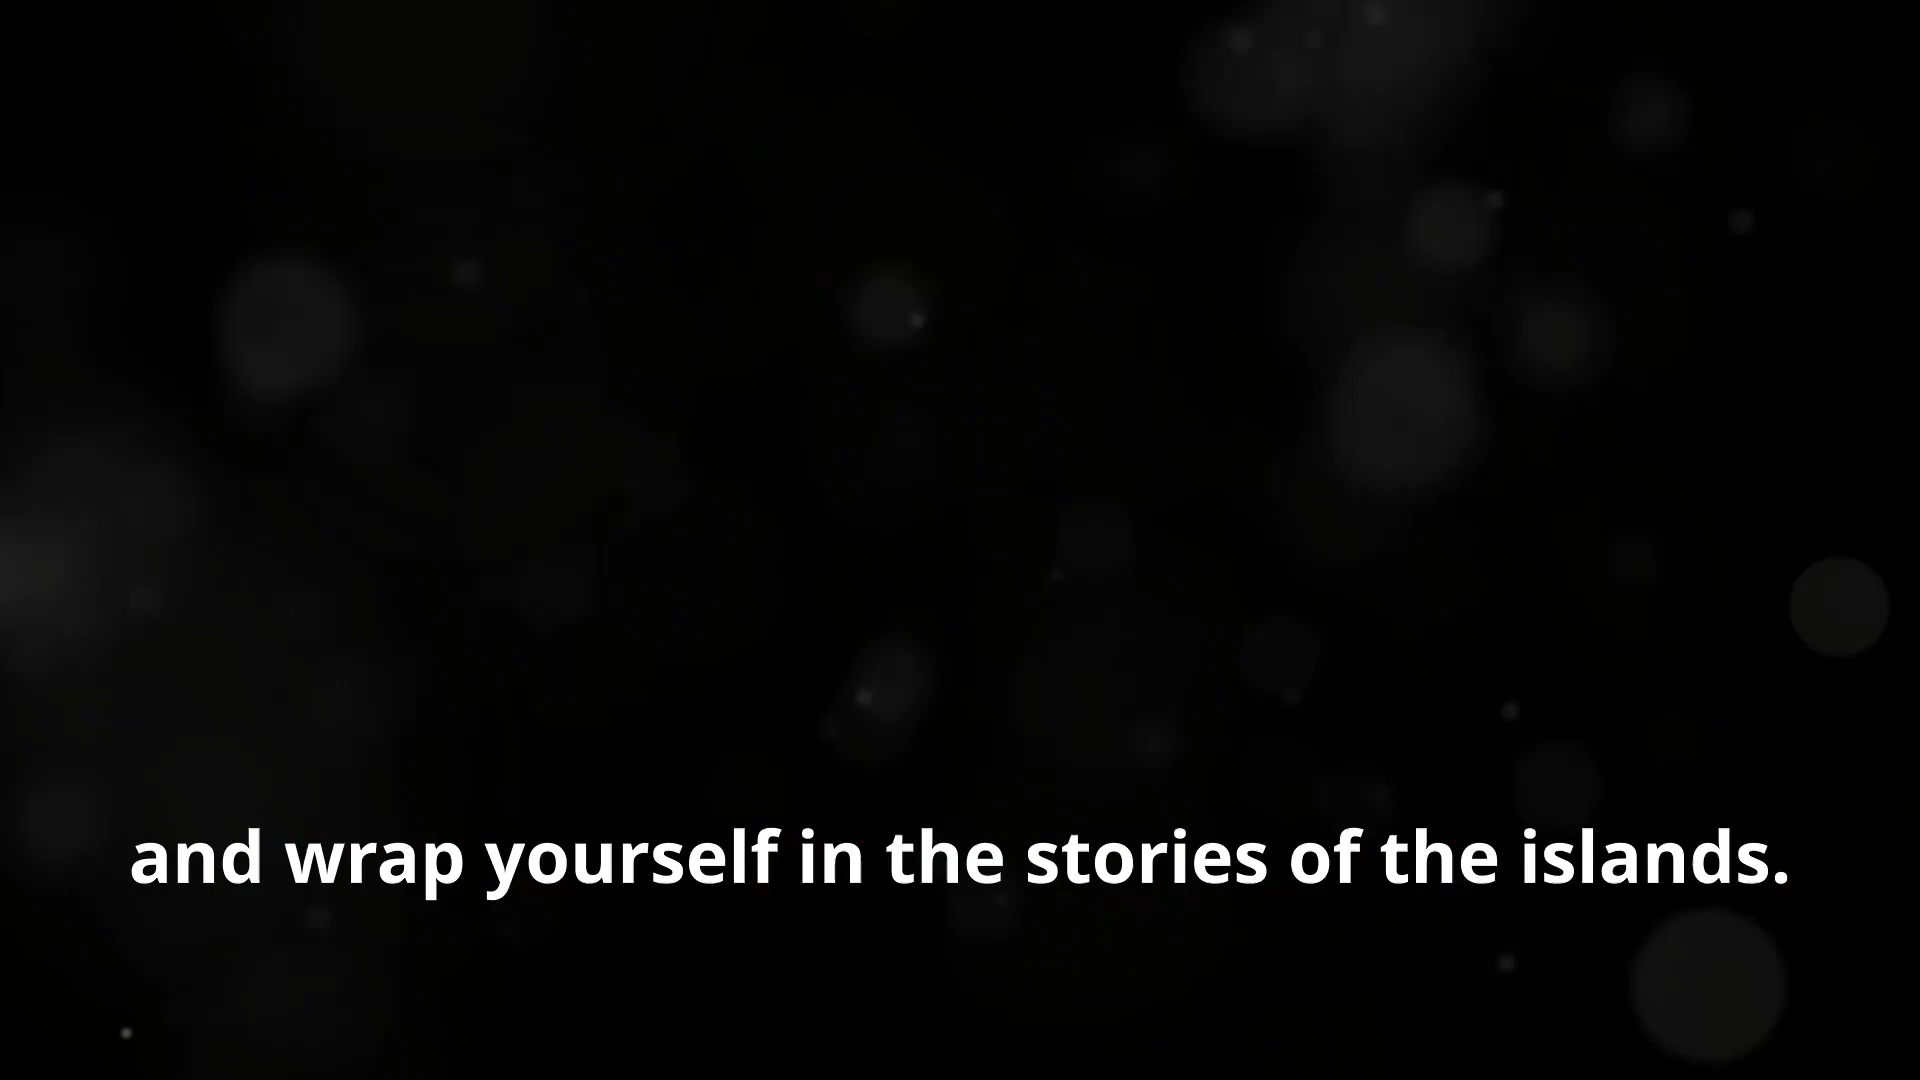 and wrap yourself in the stories of the islands.